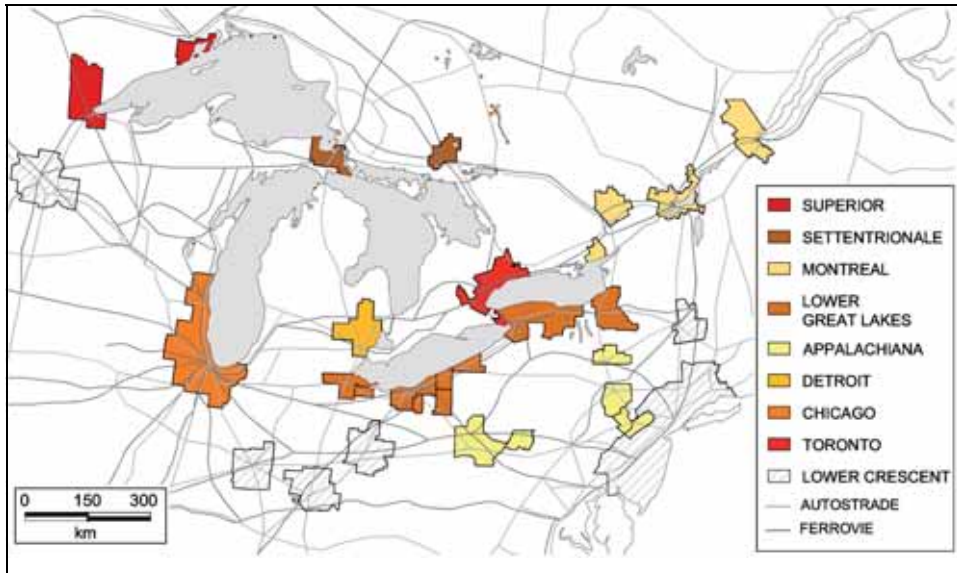 SUPERIOR
SETTENTRIONALE
MONTREAL
LOWER
GREAT LAKES
APPALACHIANA
DETROIT
CHICAGO
TORONTO
LOWER CRESCENT
AUTOSTRADE
FERROVIE
0 150 300
km